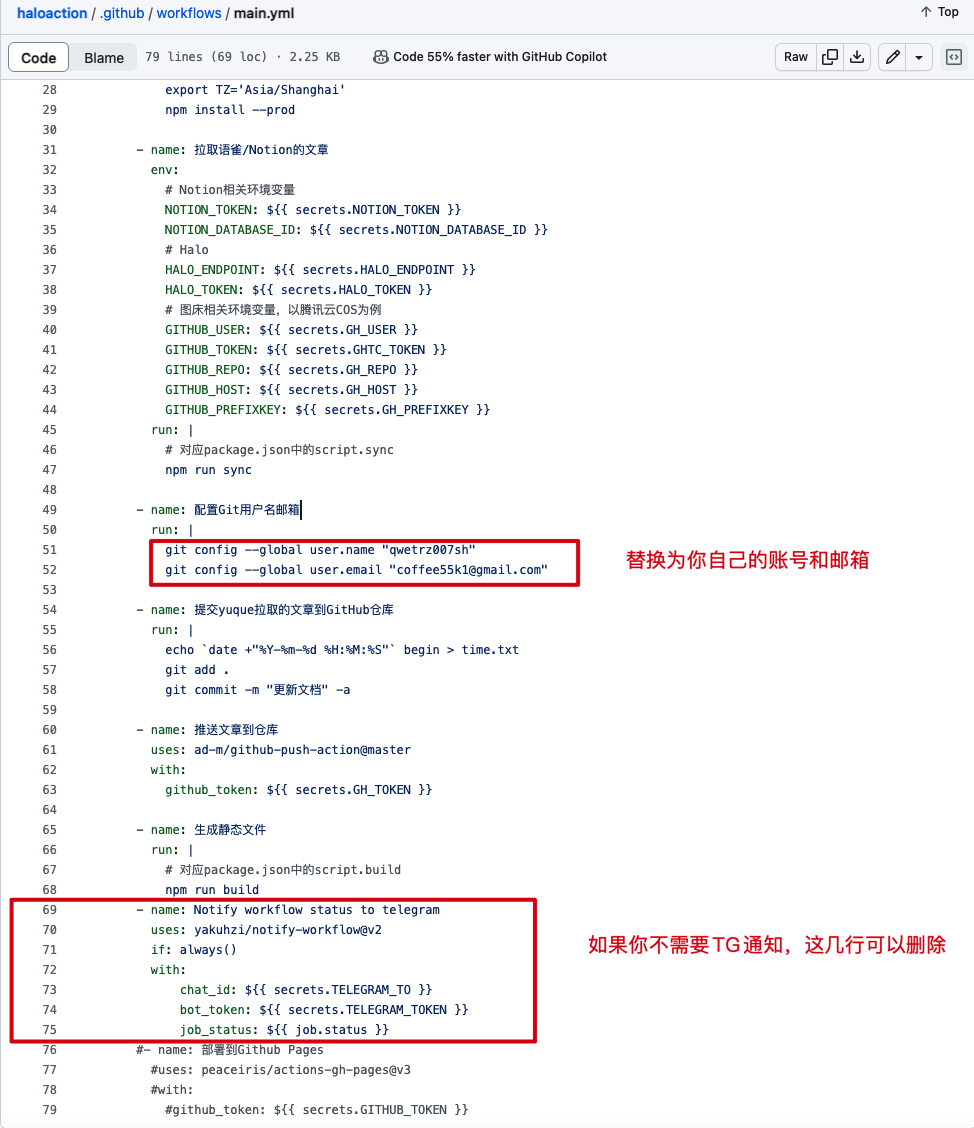 haloaction / .github / workflows / main.yml
Top
Code Blame 79 lines (69 loc) · 2.25 KB Code 55% faster with GitHub Copilot Raw
28 export TZ='Asia/Shanghai'
29 npm install --prod
30
31 - name: 拉取语雀/Notion的文章
32 env:
33 # Notion相关环境变量
34 NOTION_TOKEN: ${{ secrets.NOTION_TOKEN }}
35 NOTION_DATABASE_ID: ${{ secrets.NOTION_DATABASE_ID }}
36 # Halo
37 HALO_ENDPOINT: ${{ secrets.HALO_ENDPOINT }}
38 HALO_TOKEN: ${{ secrets.HALO_TOKEN }}
39 # 图床相关环境变量，以腾讯云COS为例
40 GITHUB_USER: ${{ secrets.GH_USER }}
41 GITHUB_TOKEN: ${{ secrets.GHTC_TOKEN }}
42 GITHUB_REPO: ${{ secrets.GH_REPO }}
43 GITHUB_HOST: ${{ secrets.GH_HOST }}
44 GITHUB_PREFIXKEY: ${{ secrets.GH_PREFIXKEY }}
45 run: |
46 # 对应package.json中的script.sync
47 npm run sync
48
49 - name: 配置Git用户名邮箱
50 run: |
51 git config --global user.name "qwetrz007sh"
52 git config --global user.email "coffee55k1@gmail.com"
替换为你自己的账号和邮箱
53
54 - name: 提交yuque拉取的文章到GitHub仓库
55 run: |
56 echo `date +"%Y-%m-%d %H:%M:%S"` begin > time.txt
57 git add .
58 git commit -m "更新文档" -a
59
60 - name: 推送文章到仓库
61 uses: ad-m/github-push-action@master
62 with:
63 github_token: ${{ secrets.GH_TOKEN }}
64
65 - name: 生成静态文件
66 run: |
67 # 对应package.json中的script.build
68 npm run build
69 - name: Notify workflow status to telegram
70 uses: yakuhzi/notify-workflow@v2
71 if: always()
如果你不需要TG通知，这几行可以删除
72 with:
73 chat_id: ${{ secrets.TELEGRAM_TO }}
74 bot_token: ${{ secrets.TELEGRAM_TOKEN }}
75 job_status: ${{ job.status }}
76 #- name: 部署到Github Pages
77 #uses: peaceiris/actions-gh-pages@v3
78 #with:
79 #github_token: ${{ secrets.GITHUB_TOKEN }}